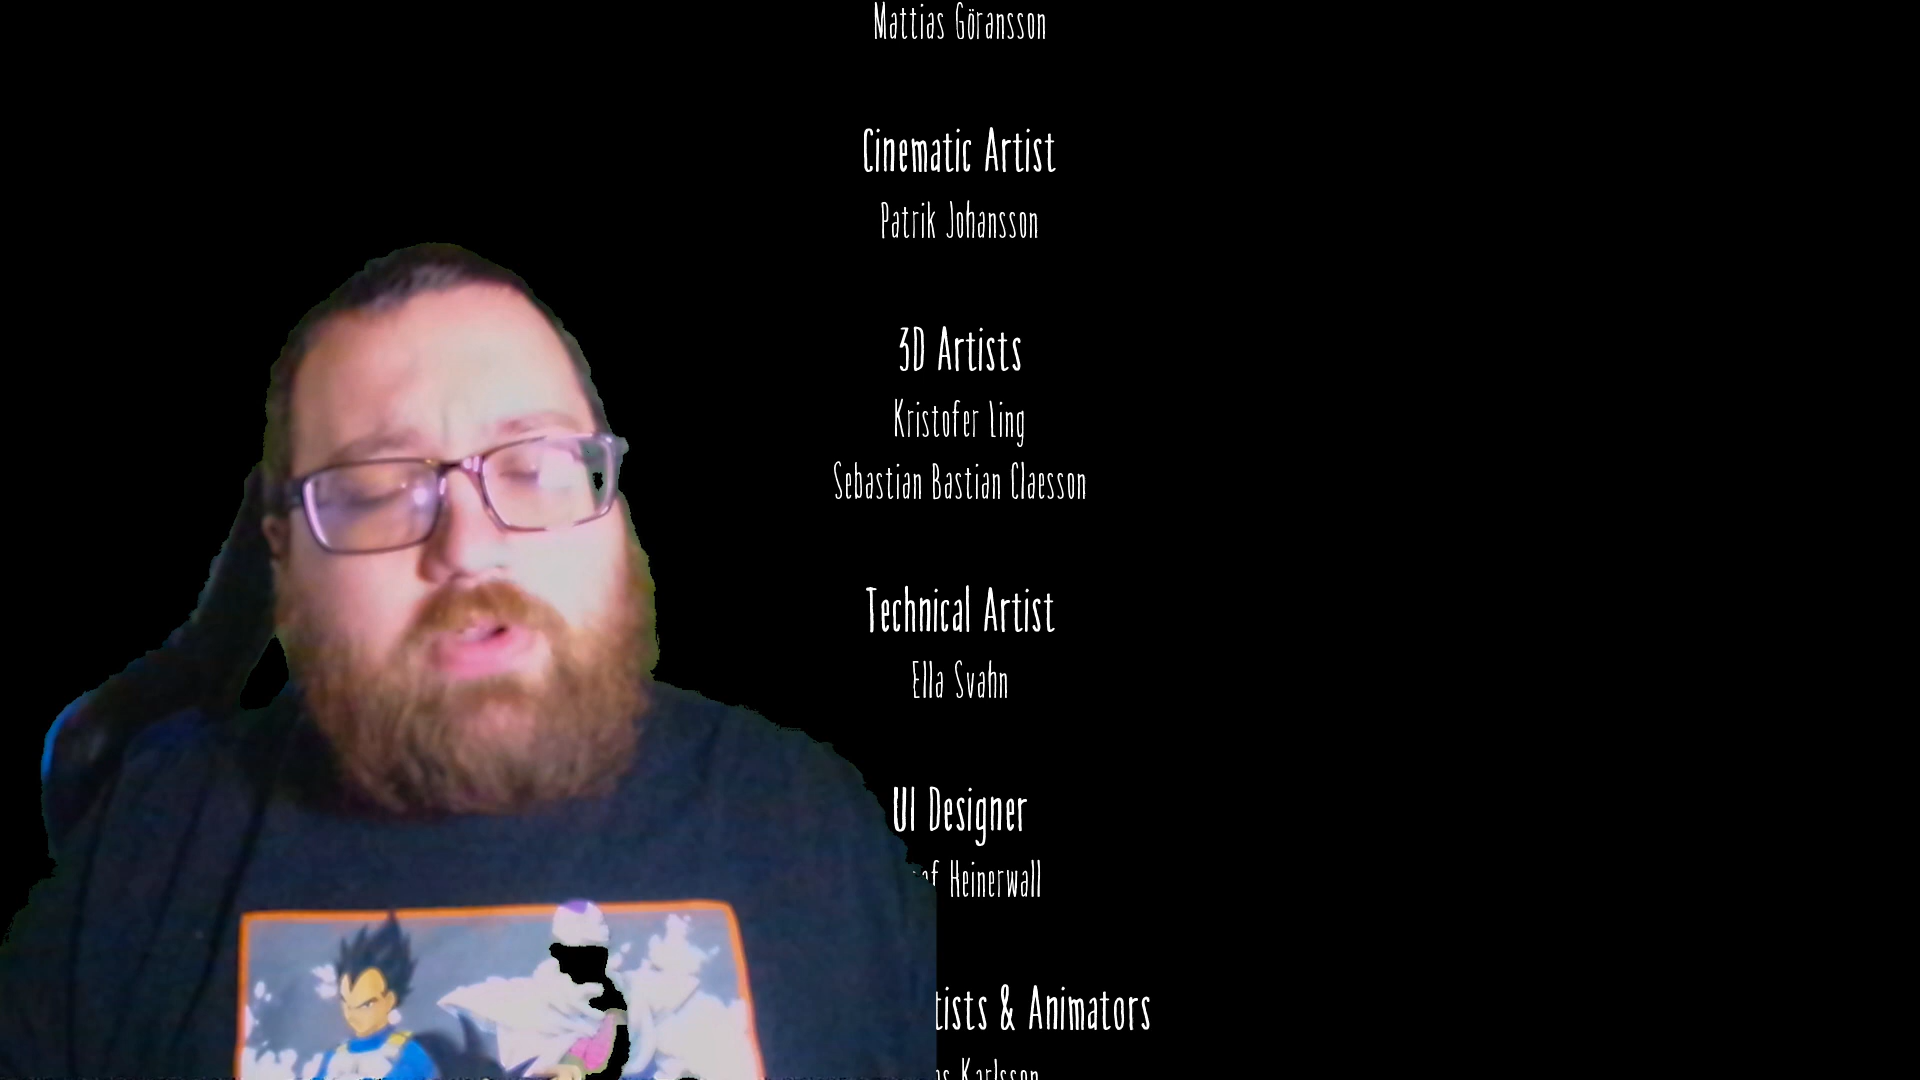 Mattias Göransson
Cinematic Artist
Patrik Johansson
3D Artists
Kristofer Ling
Sebastian Bastian Claesson
Technical Artist
Ella Svahn
UI Designer
Heinerwall
& Animators
Karlsson